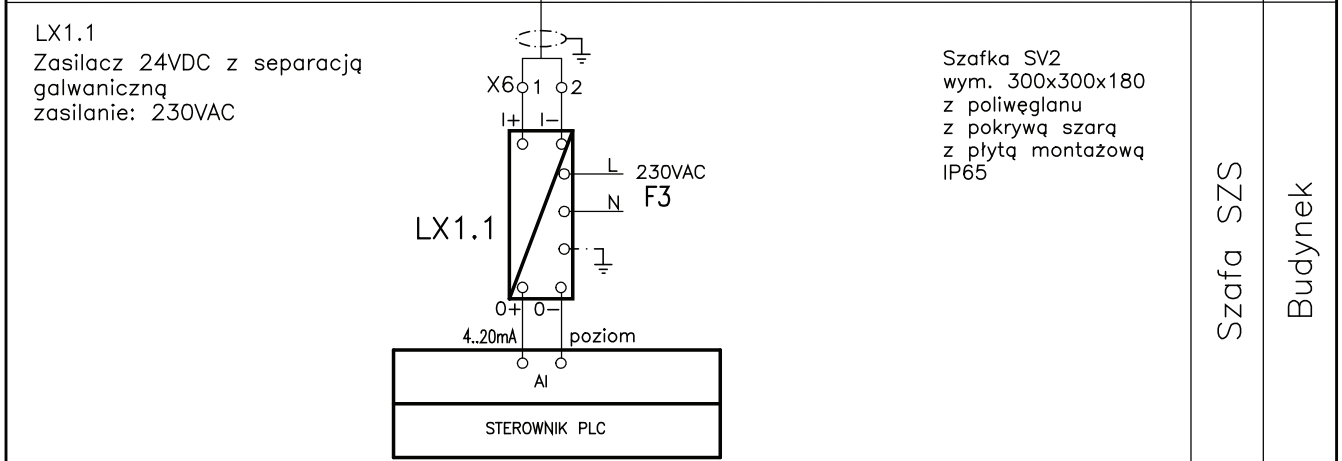 LX1.1
Zasilacz 24VDC z separacją
galwaniczną
zasilanie: 230VAC
X6 1 2
I+ I-
L 230VAC
N F3
LX1.1
0+ 0-
4..20mA poziom
AI
STEROWNIK PLC
Szafka SV2
wym. 300x300x180
z poliwęglanu
z pokrywą szarą
z płytą montażową
IP65
Szafa SZS
Budynek